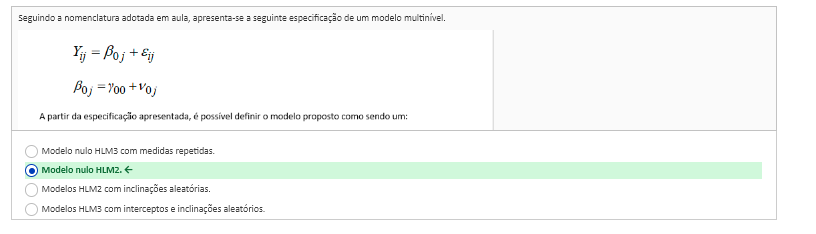 Seguindo a nomenclatura adotada em aula, apresenta-se a seguinte especificação de um modelo multinível.
Yij = β0j + εij
β0j = γ00 + ν0j
A partir da especificação apresentada, é possível definir o modelo proposto como sendo um:
Modelo nulo HLM3 com medidas repetidas.
Modelo nulo HLM2. ←
Modelos HLM2 com inclinações aleatórias.
Modelos HLM3 com interceptos e inclinações aleatórios.